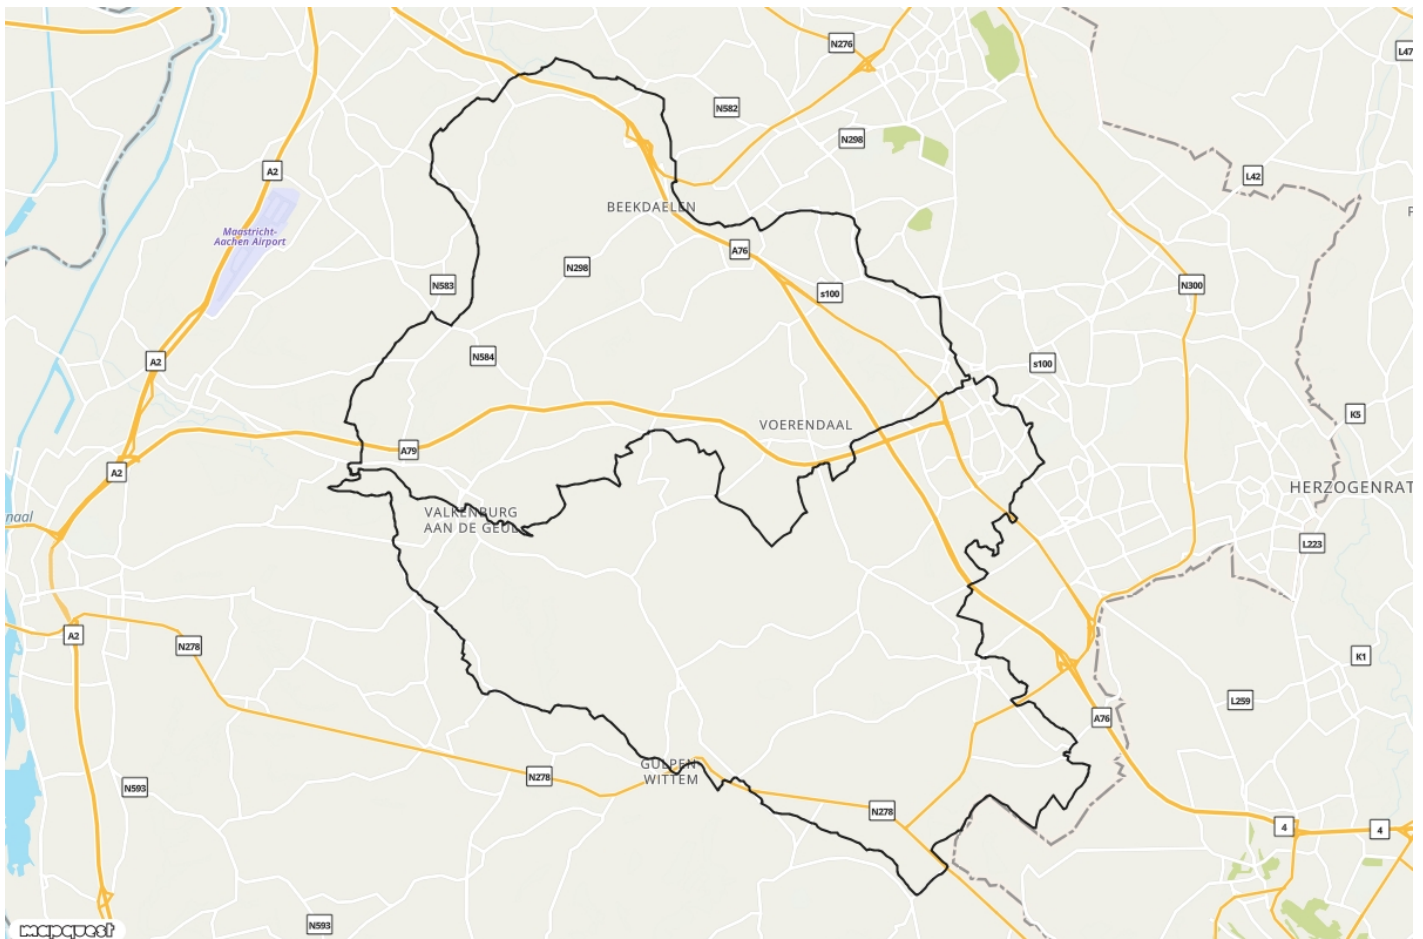 N276
L47
N582
N298
A2
L42
BEEKDAELEN
Maastricht-
Aachen Airport
A76
N298
N583
s100
N300
N584
A2
s100
K5
VOERENDAAL
A79
A2
HERZOGENRAT
VALKENBURG
AAN DE GEUL
naal
L223
A2
N278
K1
L259
A76
GULPEN
WITTEM
N278
N593
N278
4
4
N593
mapquest